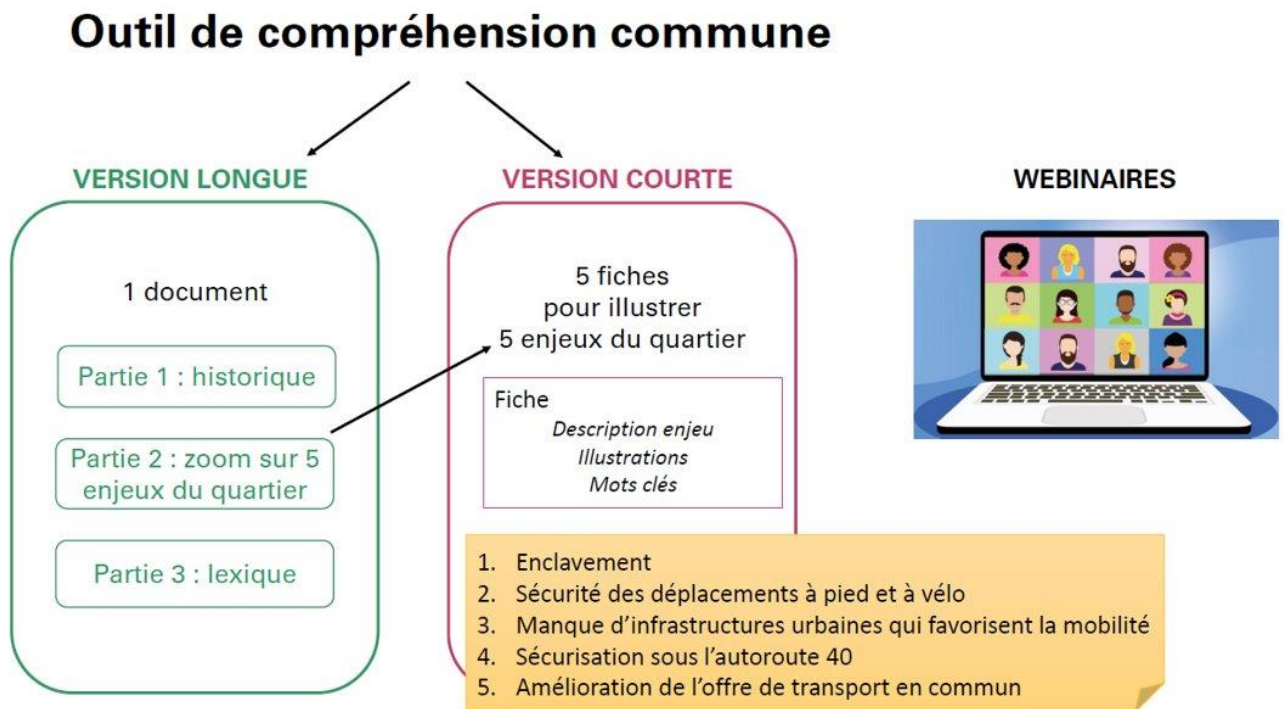 Outil de compréhension commune
VERSION LONGUE
1 document
Partie 1 : historique
Partie 2 : zoom sur 5
enjeux du quartier
Partie 3 : lexique
VERSION COURTE
5 fiches
pour illustrer
5 enjeux du quartier
Fiche
Description enjeu
Illustrations
Mots clés
1. Enclavement
2. Sécurité des déplacements à pied et à vélo
3. Manque d’infrastructures urbaines qui favorisent la mobilité
4. Sécurisation sous l’autoroute 40
5. Amélioration de l’offre de transport en commun
WEBINAIRES